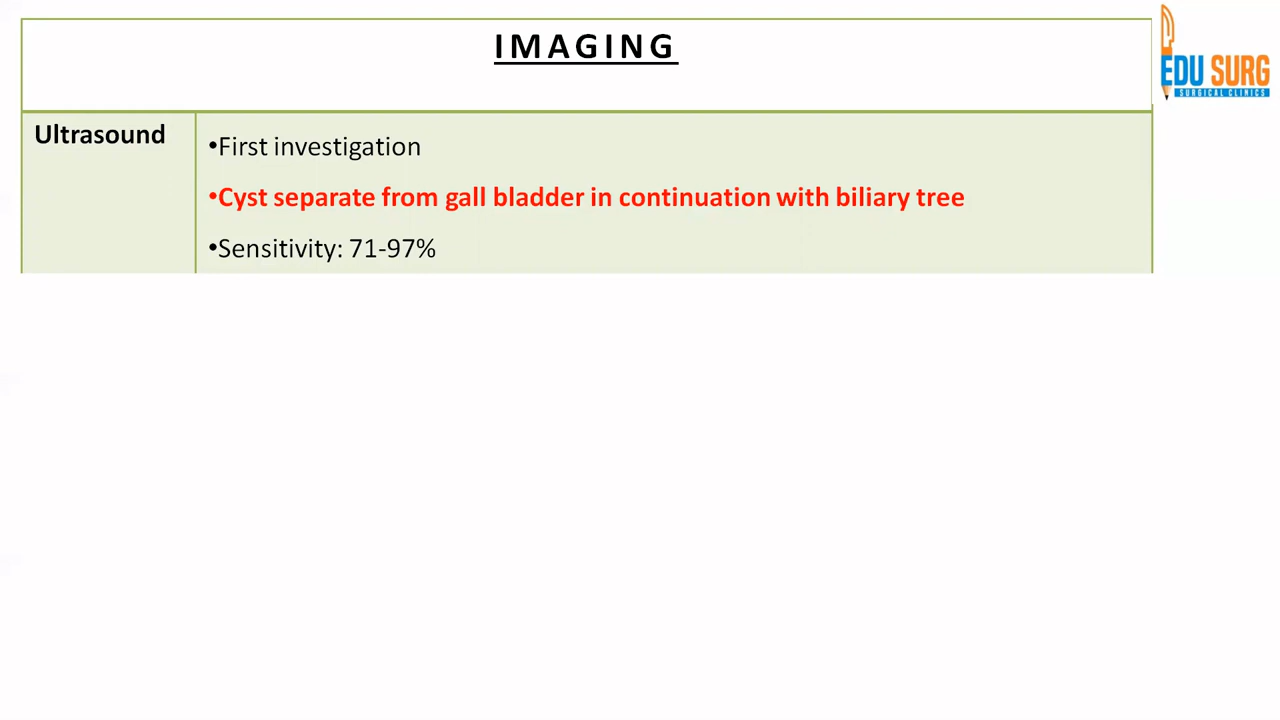 IMAGING
EDU SURG
SURGICAL CLINICS
Ultrasound
•First investigation
•Cyst separate from gall bladder in continuation with biliary tree
•Sensitivity: 71-97%